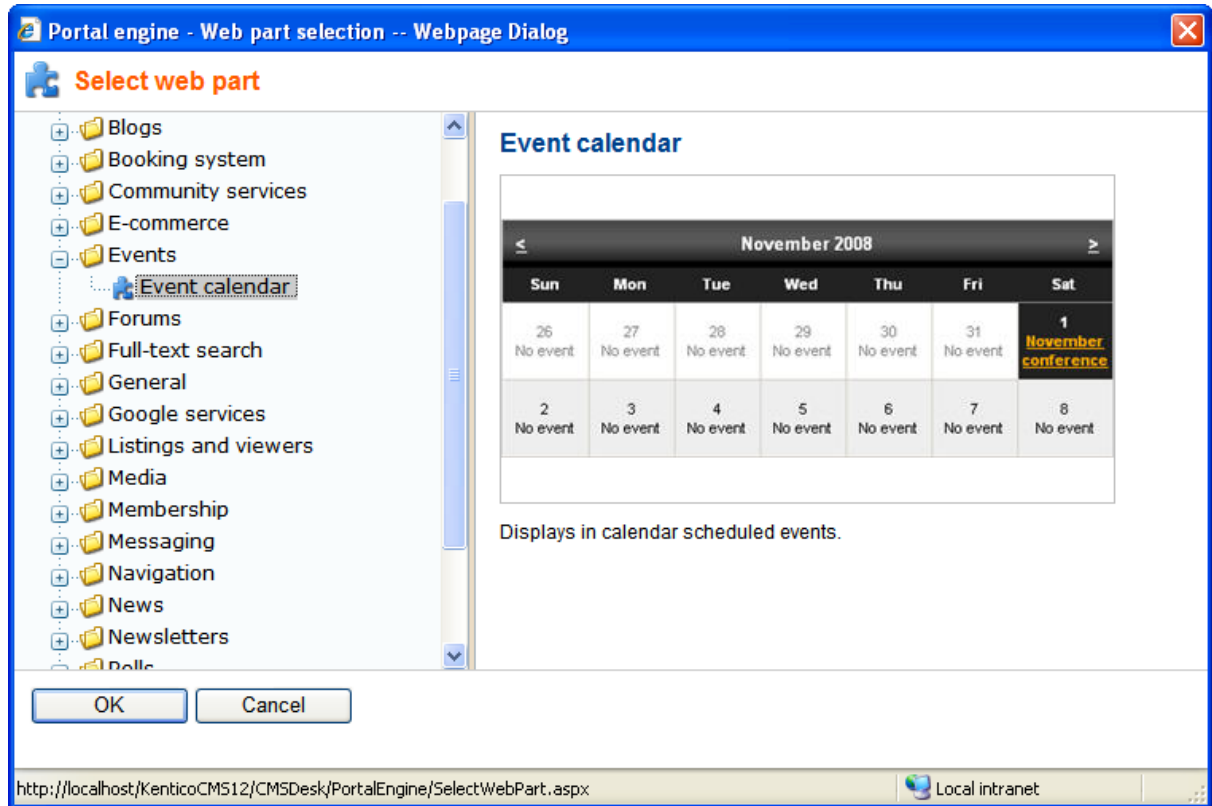 Portal engine - Web part selection -- Webpage Dialog
Select web part
Blogs
Booking system
Community services
E-commerce
Events
Event calendar
Forums
Full-text search
General
Google services
Listings and viewers
Media
Membership
Messaging
Navigation
News
Newsletters
Polls
Event calendar
< November 2008 >
Sun Mon Tue Wed Thu Fri Sat
26 27 28 29 30 31 1
No event No event No event No event No event No event November
conference
2 3 4 5 6 7 8
No event No event No event No event No event No event No event
Displays in calendar scheduled events.
OK Cancel
http://localhost/KenticoCMS12/CMSDesk/PortalEngine/SelectWebPart.aspx Local intranet